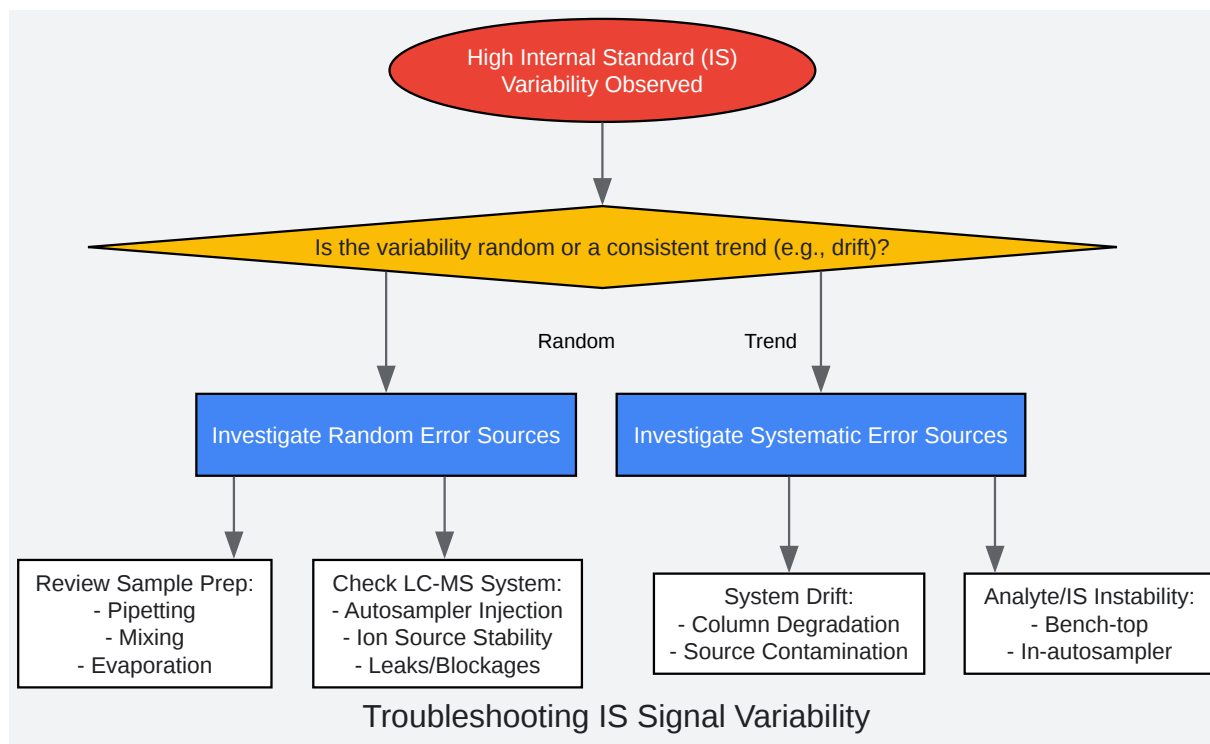 High Internal Standard (IS)
Variability Observed
Is the variability random or a consistent trend (e.g., drift)?
Random
Trend
Investigate Random Error Sources
Investigate Systematic Error Sources
Review Sample Prep:
- Pipetting
- Mixing
- Evaporation
Check LC-MS System:
- Autosampler Injection
- Ion Source Stability
- Leaks/Blockages
System Drift:
- Column Degradation
- Source Contamination
Analyte/IS Instability:
- Bench-top
- In-autosampler
Troubleshooting IS Signal Variability